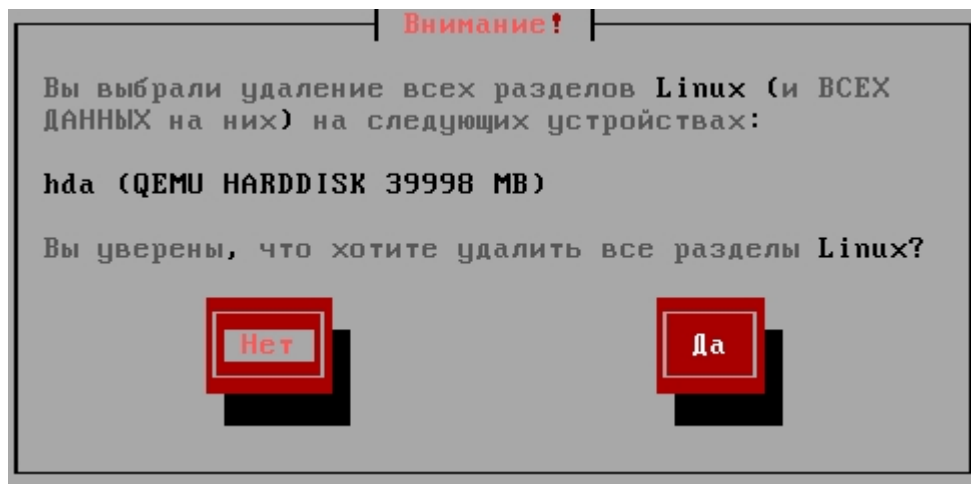 Внимание!
Вы выбрали удаление всех разделов Linux (и ВСЕХ
ДАННЫХ на них) на следующих устройствах:
hda (QEMU HARDDISK 39998 MB)
Вы уверены, что хотите удалить все разделы Linux?
Нет Да